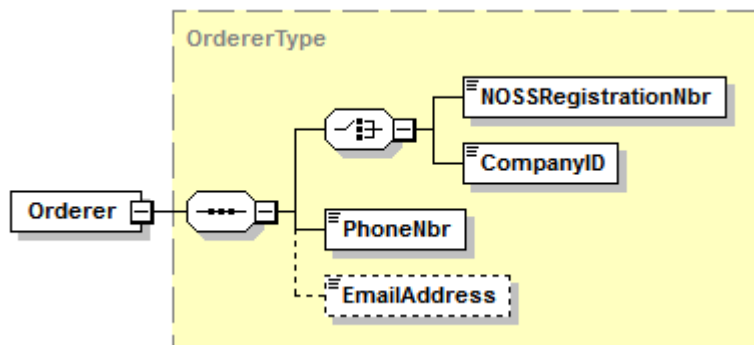 OrdererType
NOSSRegistrationNbr
CompanyID
Orderer
PhoneNbr
EmailAddress